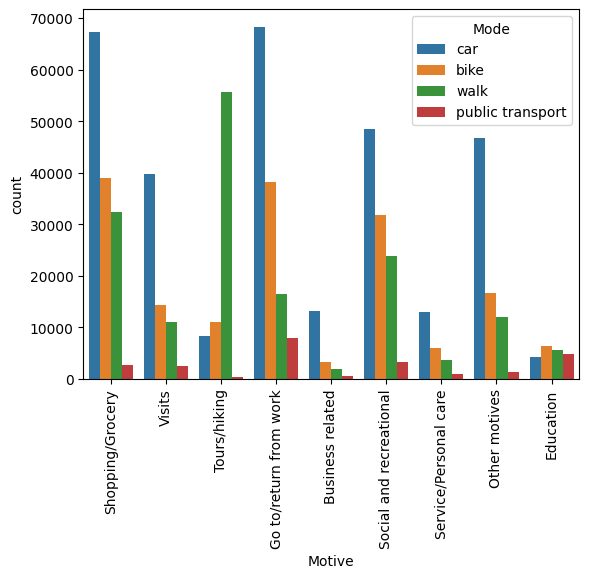 70000
60000
50000
40000
30000
20000
10000
0
count
Mode
car
bike
walk
public transport
Shopping/Grocery
Visits
Tours/hiking
Go to/return from work
Business related
Social and recreational
Service/Personal care
Other motives
Education
Motive